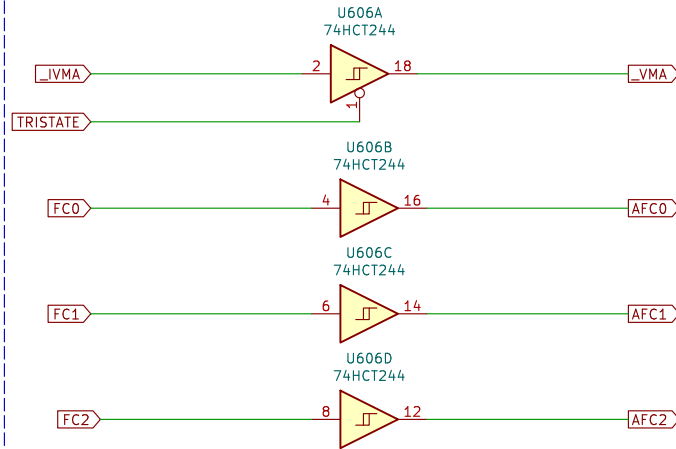 U606A
74HCT244
_IVMA
2
18
_VMA
1
TRISTATE
U606B
74HCT244
FC0
4
16
AFC0
U606C
74HCT244
FC1
6
14
AFC1
U606D
74HCT244
FC2
8
12
AFC2